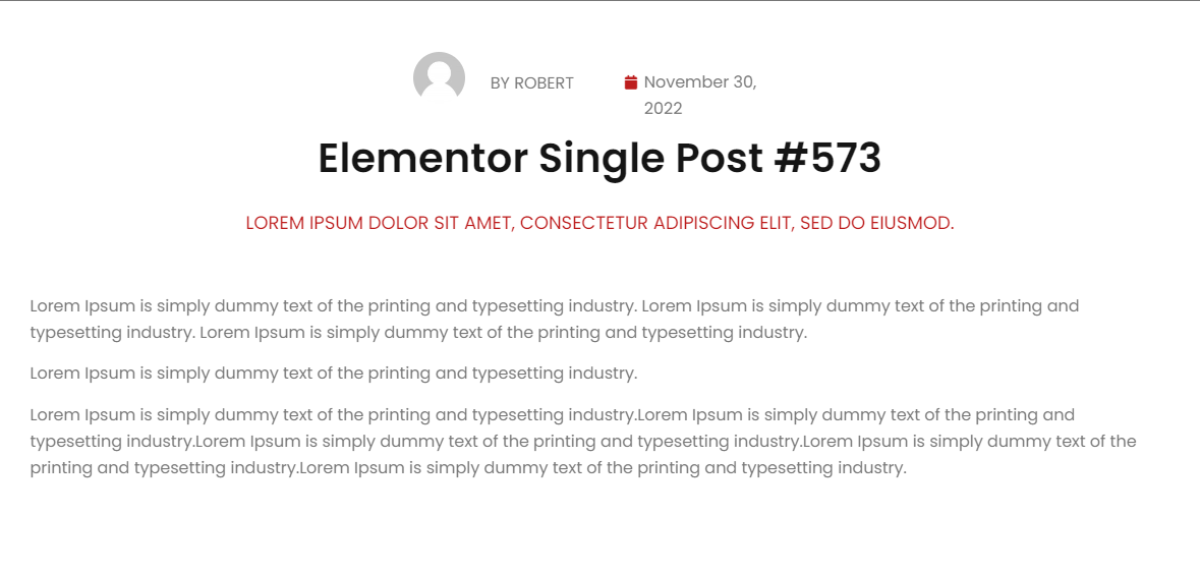 BY ROBERT
November 30,
2022
Elementor Single Post #573
LOREM IPSUM DOLOR SIT AMET, CONSECTETUR ADIPISCING ELIT, SED DO EIUSMOD.
Lorem Ipsum is simply dummy text of the printing and typesetting industry. Lorem Ipsum is simply dummy text of the printing and
typesetting industry. Lorem Ipsum is simply dummy text of the printing and typesetting industry.
Lorem Ipsum is simply dummy text of the printing and typesetting industry.
Lorem Ipsum is simply dummy text of the printing and typesetting industry.Lorem Ipsum is simply dummy text of the printing and
typesetting industry.Lorem Ipsum is simply dummy text of the printing and typesetting industry.Lorem Ipsum is simply dummy text of the
printing and typesetting industry.Lorem Ipsum is simply dummy text of the printing and typesetting industry.